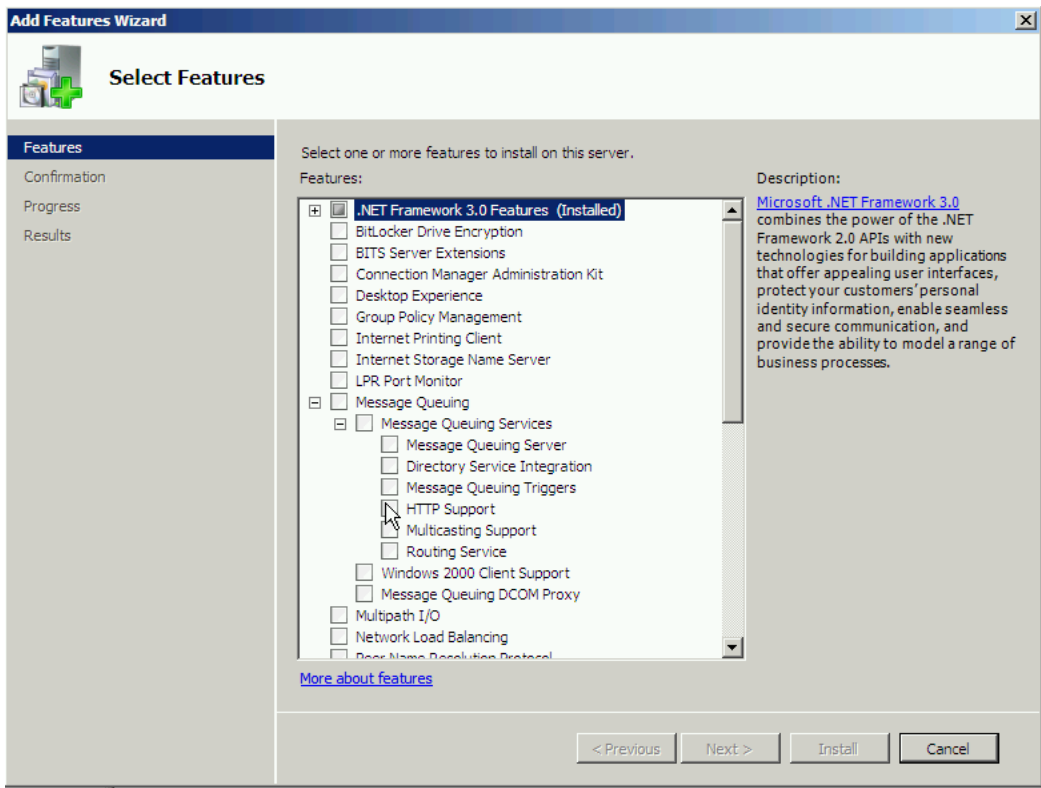 Add Features Wizard
Select Features
Features
Confirmation
Progress
Results
Select one or more features to install on this server.
Features:
.NET Framework 3.0 Features (Installed)
BitLocker Drive Encryption
BITS Server Extensions
Connection Manager Administration Kit
Desktop Experience
Group Policy Management
Internet Printing Client
Internet Storage Name Server
LPR Port Monitor
Message Queuing
Message Queuing Services
Message Queuing Server
Directory Service Integration
Message Queuing Triggers
HTTP Support
Multicasting Support
Routing Service
Windows 2000 Client Support
Message Queuing DCOM Proxy
Multipath I/O
Network Load Balancing
Peer Name Resolution Protocol
More about features
Description:
Microsoft .NET Framework 3.0
combines the power of the .NET
Framework 2.0 APIs with new
technologies for building applications
that offer appealing user interfaces,
protect your customers' personal
identity information, enable seamless
and secure communication, and
provide the ability to model a range of
business processes.
< Previous
Next >
Install
Cancel